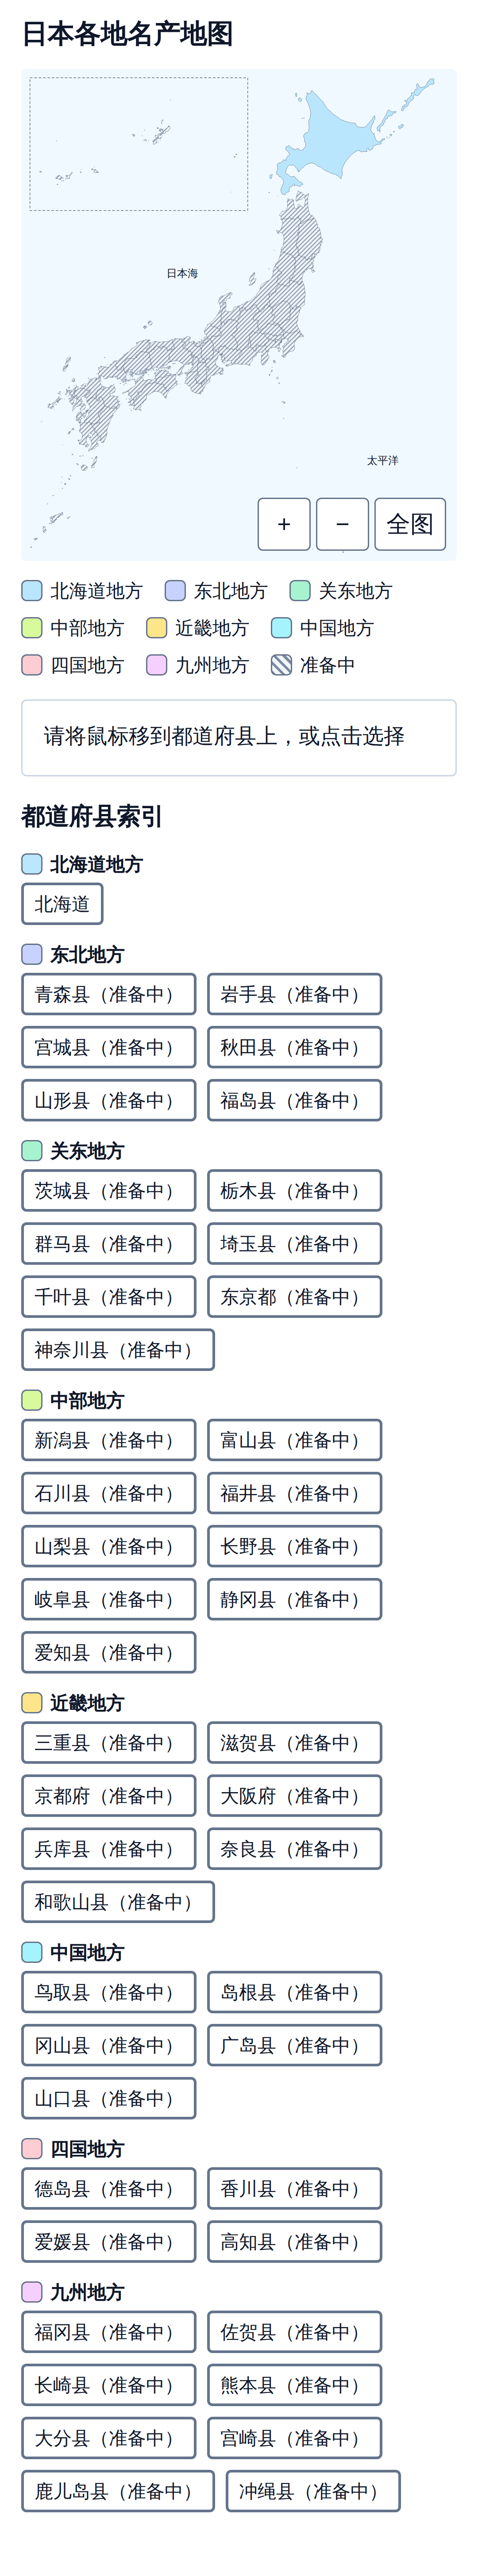 日本各地名产地图
日本海
太平洋
+ − 全图
北海道地方 东北地方 关东地方
中部地方 近畿地方 中国地方
四国地方 九州地方 准备中
请将鼠标移到都道府县上，或点击选择
都道府县索引
北海道地方
北海道
东北地方
青森县（准备中） 岩手县（准备中）
宫城县（准备中） 秋田县（准备中）
山形县（准备中） 福岛县（准备中）
关东地方
茨城县（准备中） 栃木县（准备中）
群马县（准备中） 埼玉县（准备中）
千叶县（准备中） 东京都（准备中）
神奈川县（准备中）
中部地方
新潟县（准备中） 富山县（准备中）
石川县（准备中） 福井县（准备中）
山梨县（准备中） 长野县（准备中）
岐阜县（准备中） 静冈县（准备中）
爱知县（准备中）
近畿地方
三重县（准备中） 滋贺县（准备中）
京都府（准备中） 大阪府（准备中）
兵库县（准备中） 奈良县（准备中）
和歌山县（准备中）
中国地方
鸟取县（准备中） 岛根县（准备中）
冈山县（准备中） 广岛县（准备中）
山口县（准备中）
四国地方
德岛县（准备中） 香川县（准备中）
爱媛县（准备中） 高知县（准备中）
九州地方
福冈县（准备中） 佐贺县（准备中）
长崎县（准备中） 熊本县（准备中）
大分县（准备中） 宫崎县（准备中）
鹿儿岛县（准备中） 冲绳县（准备中）